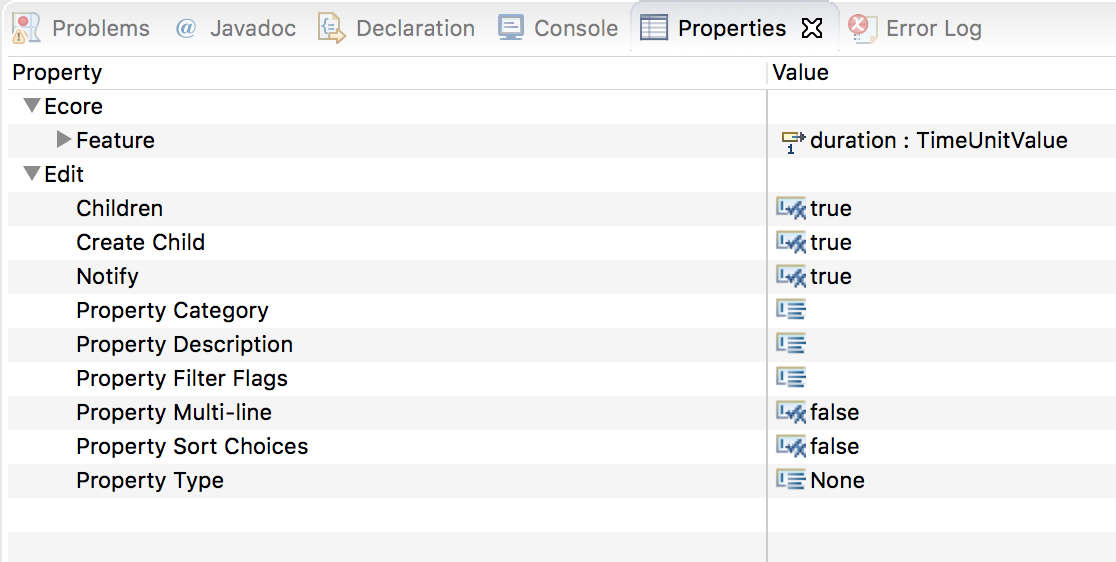 Problems @ Javadoc Declaration Console Properties Error Log
Property Value
Ecore
Feature 1 duration : TimeUnitValue
Edit
Children true
Create Child true
Notify true
Property Category
Property Description
Property Filter Flags
Property Multi-line false
Property Sort Choices false
Property Type None